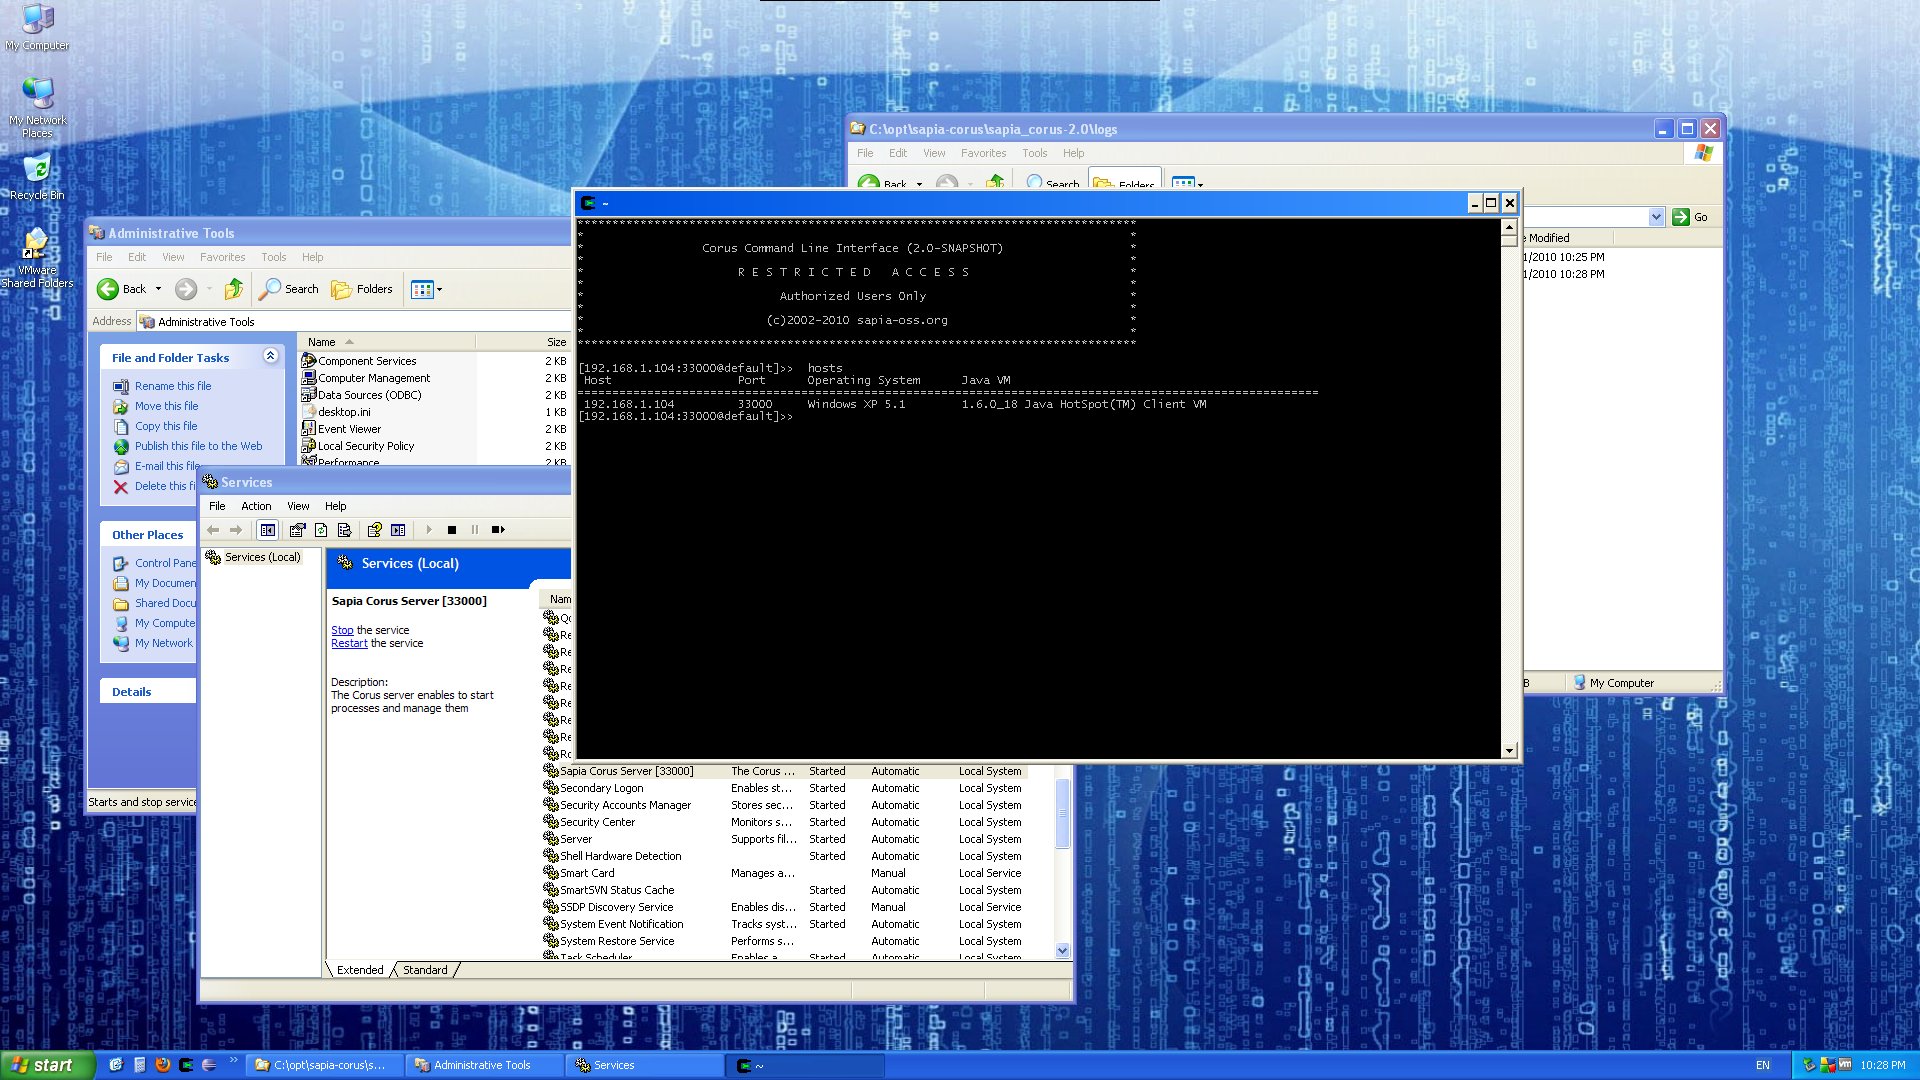 My Computer
My Network
Places
Recycle Bin
VMware
Shared Folders
C:\opt\sapia-corus\sapia_corus-2.0\logs
File Edit View Favorites Tools Help
Back Search Folders
Go
Modified
1/2010 10:25 PM
1/2010 10:28 PM
B My Computer
Administrative Tools
File Edit View Favorites Tools Help
Back Search Folders
Address Administrative Tools
File and Folder Tasks
Rename this file
Move this file
Copy this file
Publish this file to the Web
E-mail this file
Delete this fi
Other Places
Control Pane
My Documen
Shared Docu
My Compute
My Network
Details
Starts and stop service
Name Size
Component Services 2 KB
Computer Management 2 KB
Data Sources (ODBC) 2 KB
desktop.ini 1 KB
Event Viewer 2 KB
Local Security Policy 2 KB
Performance 2 KB
~
Corus Command Line Interface (2.0-SNAPSHOT)
R E S T R I C T E D   A C C E S S
Authorized Users Only
(c)2002-2010 sapia-oss.org
[192.168.1.104:33000@default]>> hosts
Host Port Operating System Java VM
192.168.1.104 33000 Windows XP 5.1 1.6.0_18 Java HotSpot(TM) Client VM
[192.168.1.104:33000@default]>>
Services
File Action View Help
Services (Local)
Services (Local)
Sapia Corus Server [33000]
Stop the service
Restart the service
Description:
The Corus server enables to start
processes and manage them
Nam
Re
Re
Re
Re
Re
Re
Re
Sapia Corus Server [33000] The Corus ... Started Automatic Local System
Secondary Logon Enables st... Started Automatic Local System
Security Accounts Manager Stores sec... Started Automatic Local System
Security Center Monitors s... Started Automatic Local System
Server Supports fil... Started Automatic Local System
Shell Hardware Detection Started Automatic Local System
Smart Card Manages a... Manual Local Service
SmartSVN Status Cache Started Automatic Local System
SSDP Discovery Service Enables dis... Started Manual Local Service
System Event Notification Tracks syst... Started Automatic Local System
System Restore Service Performs s... Automatic Local System
Task Scheduler Enables a Started Automatic Local System
Extended Standard
start
C:\opt\sapia-corus\s...
Administrative Tools
Services
~
EN
10:28 PM